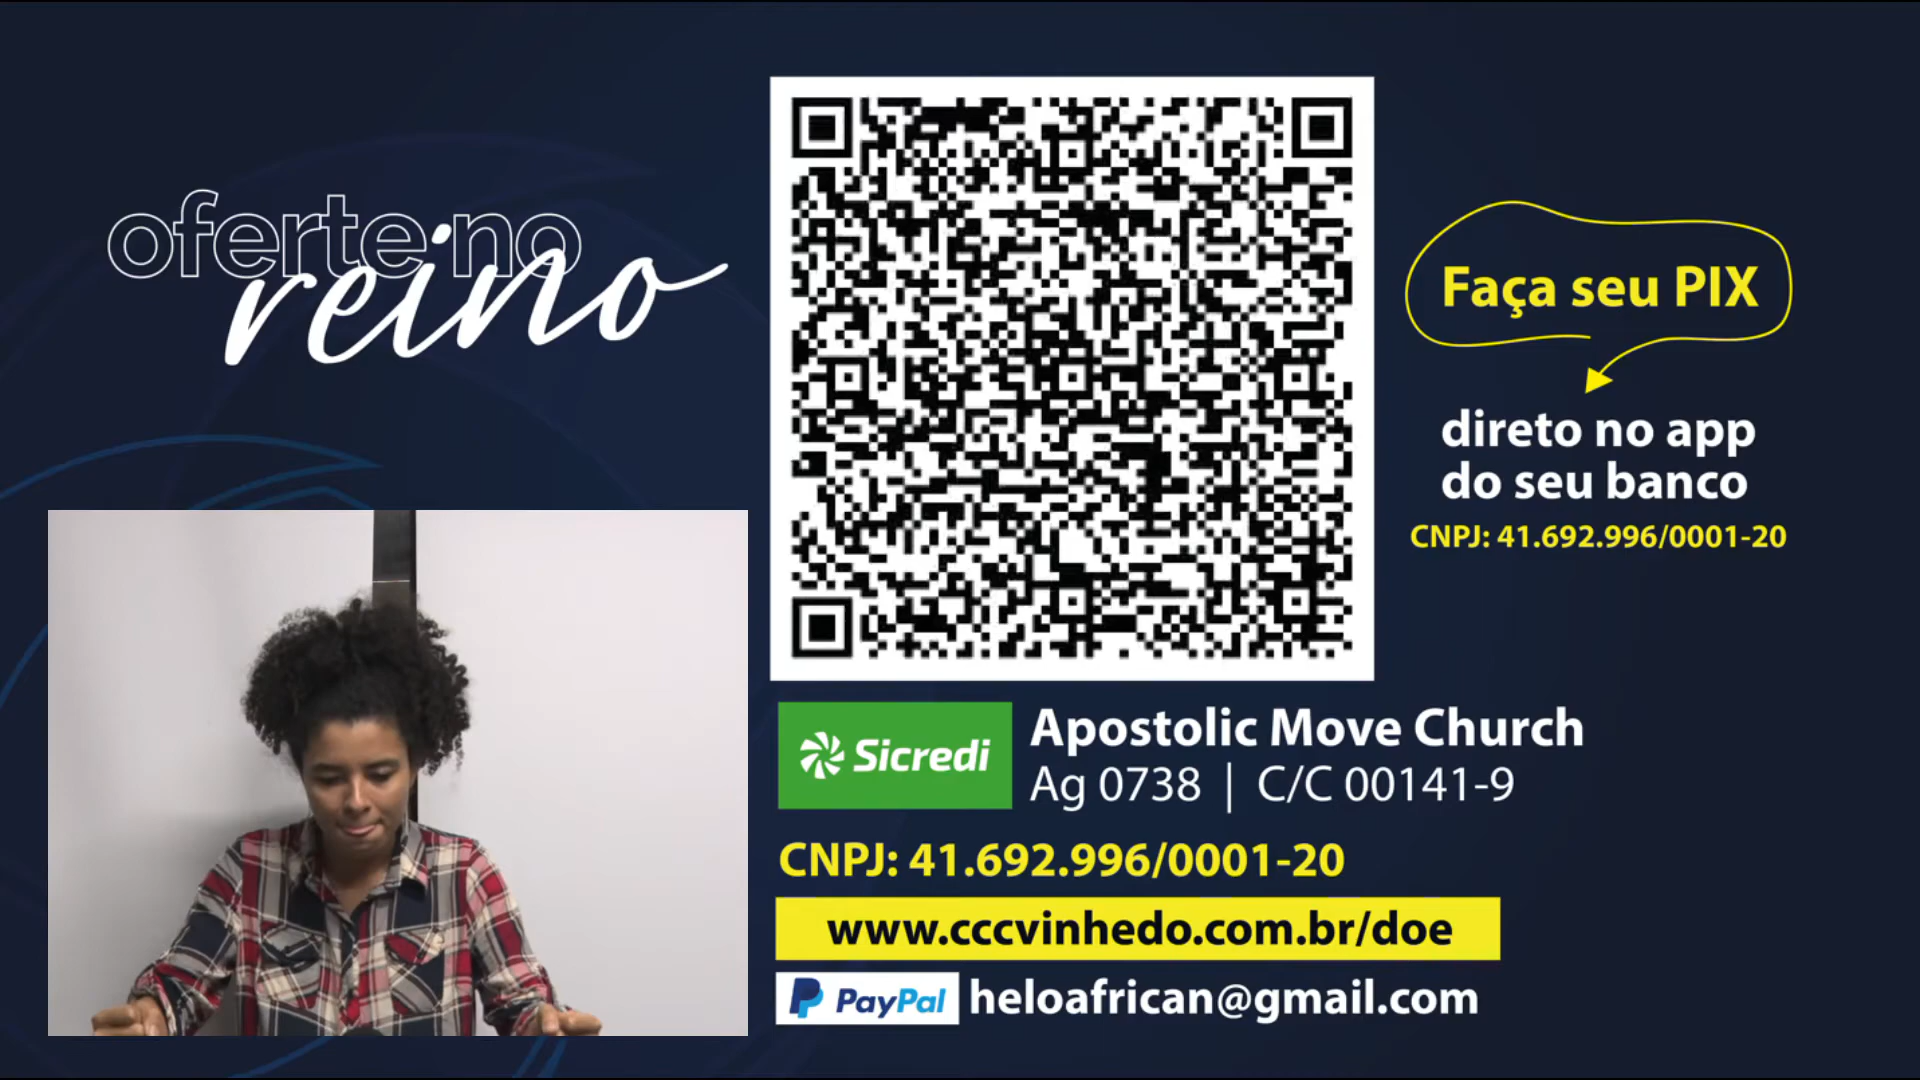 oferte no
reino
Faça seu PIX
direto no app
do seu banco
CNPJ: 41.692.996/0001-20
Sicredi
Apostolic Move Church
Ag 0738 | C/C 00141-9
CNPJ: 41.692.996/0001-20
www.cccvinhedo.com.br/doe
PayPal heloafrican@gmail.com